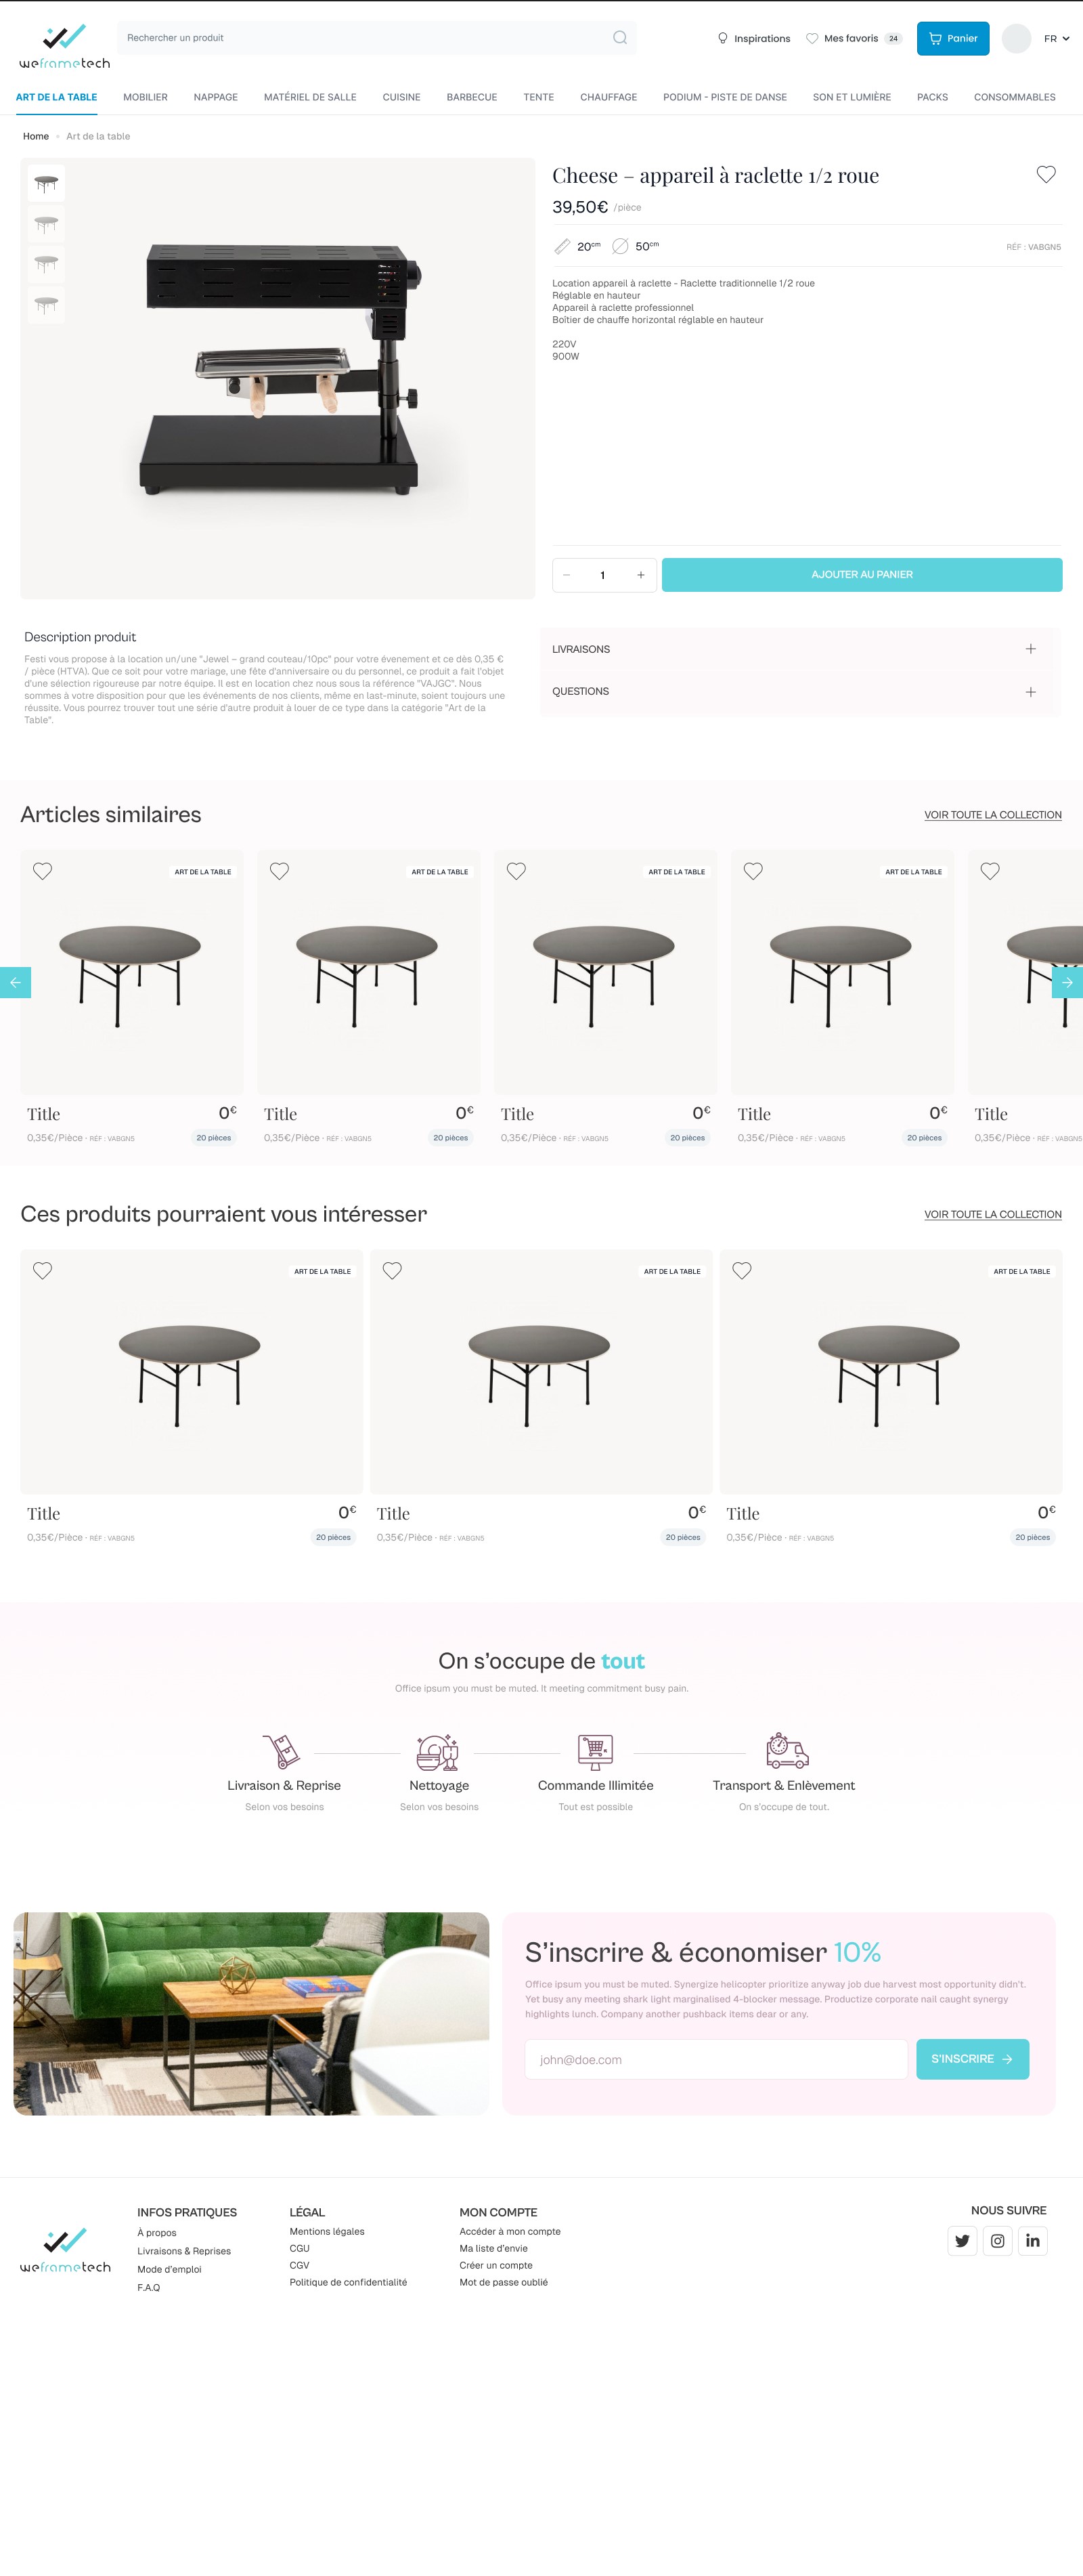 weframetech
Rechercher un produit
Inspirations
Mes favoris 24
Panier
FR
ART DE LA TABLE MOBILIER NAPPAGE MATÉRIEL DE SALLE CUISINE BARBECUE TENTE CHAUFFAGE PODIUM - PISTE DE DANSE SON ET LUMIÈRE PACKS CONSOMMABLES
Home Art de la table
Cheese – appareil à raclette 1/2 roue
39,50€ /pièce
20cm 50cm RÉF : VABGN5
Location appareil à raclette - Raclette traditionnelle 1/2 roue
Réglable en hauteur
Appareil à raclette professionnel
Boîtier de chauffe horizontal réglable en hauteur
220V
900W
1 AJOUTER AU PANIER
Description produit
Festi vous propose à la location un/une "Jewel – grand couteau/10pc" pour votre évenement et ce dès 0,35 €
/ pièce (HTVA). Que ce soit pour votre mariage, une fête d'anniversaire ou du personnel, ce produit a fait l'objet
d'une sélection rigoureuse par notre équipe. Il est en location chez nous sous la référence "VAJGC". Nous
sommes à votre disposition pour que les événements de nos clients, même en last-minute, soient toujours une
réussite. Vous pourrez trouver tout une série d'autre produit à louer de ce type dans la catégorie "Art de la
Table".
LIVRAISONS
QUESTIONS
Articles similaires VOIR TOUTE LA COLLECTION
ART DE LA TABLE ART DE LA TABLE ART DE LA TABLE ART DE LA TABLE
Title 0€ Title 0€ Title 0€ Title 0€ Title
0,35€/Pièce - RÉF : VABGN5 20 pièces 0,35€/Pièce - RÉF : VABGN5 20 pièces 0,35€/Pièce - RÉF : VABGN5 20 pièces 0,35€/Pièce - RÉF : VABGN5 20 pièces 0,35€/Pièce - RÉF : VABGN5
Ces produits pourraient vous intéresser VOIR TOUTE LA COLLECTION
ART DE LA TABLE ART DE LA TABLE ART DE LA TABLE
Title 0€ Title 0€ Title 0€
0,35€/Pièce - RÉF : VABGN5 20 pièces 0,35€/Pièce - RÉF : VABGN5 20 pièces 0,35€/Pièce - RÉF : VABGN5 20 pièces
On s'occupe de tout
Office ipsum you must be muted. It meeting commitment busy pain.
Livraison & Reprise Nettoyage Commande Illimitée Transport & Enlèvement
Selon vos besoins Selon vos besoins Tout est possible On s'occupe de tout.
S'inscrire & économiser 10%
Office ipsum you must be muted. Synergize helicopter prioritize anyway job due harvest most opportunity didn't.
Yet busy any meeting shark light marginalised 4-blocker message. Productize corporate nail caught synergy
highlights lunch. Company another pushback items dear or any.
john@doe.com S'INSCRIRE
weframetech
INFOS PRATIQUES
À propos
Livraisons & Reprises
Mode d'emploi
F.A.Q
LÉGAL
Mentions légales
CGU
CGV
Politique de confidentialité
MON COMPTE
Accéder à mon compte
Ma liste d'envie
Créer un compte
Mot de passe oublié
NOUS SUIVRE